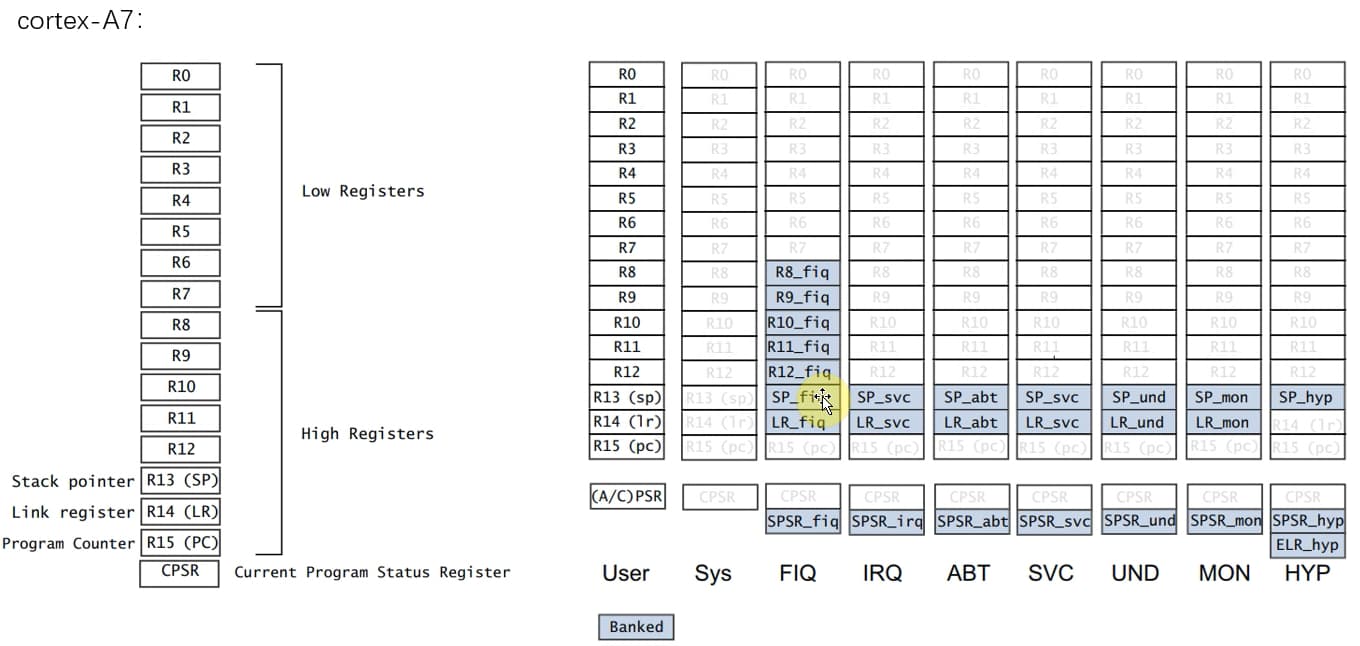 cortex-A7:
R0
R1
R2
R3
R4
R5
R6
R7
R8
R9
R10
R11
R12
Stack pointer R13 (SP)
Link register R14 (LR)
Program Counter R15 (PC)
CPSR Current Program Status Register
Low Registers
High Registers
R0 R0 R0 R0 R0 R0 R0 R0 R0
R1 R1 R1 R1 R1 R1 R1 R1 R1
R2 R2 R2 R2 R2 R2 R2 R2 R2
R3 R3 R3 R3 R3 R3 R3 R3 R3
R4 R4 R4 R4 R4 R4 R4 R4 R4
R5 R5 R5 R5 R5 R5 R5 R5 R5
R6 R6 R6 R6 R6 R6 R6 R6 R6
R7 R7 R7 R7 R7 R7 R7 R7 R7
R8 R8 R8_fiq R8 R8 R8 R8 R8 R8
R9 R9 R9_fiq R9 R9 R9 R9 R9 R9
R10 R10 R10_fiq R10 R10 R10 R10 R10 R10
R11 R11 R11_fiq R11 R11 R11 R11 R11 R11
R12 R12 R12_fiq R12 R12 R12 R12 R12 R12
R13 (sp) R13 (sp) SP_fiq SP_svc SP_abt SP_svc SP_und SP_mon SP_hyp
R14 (lr) R14 (lr) LR_fiq LR_svc LR_abt LR_svc LR_und LR_mon R14 (lr)
R15 (pc) R15 (pc) R15 (pc) R15 (pc) R15 (pc) R15 (pc) R15 (pc) R15 (pc) R15 (pc)
(A/C)PSR CPSR CPSR CPSR CPSR CPSR CPSR CPSR CPSR
SPSR_fiq SPSR_irq SPSR_abt SPSR_svc SPSR_und SPSR_mon SPSR_hyp
ELR_hyp
User Sys FIQ IRQ ABT SVC UND MON HYP
Banked